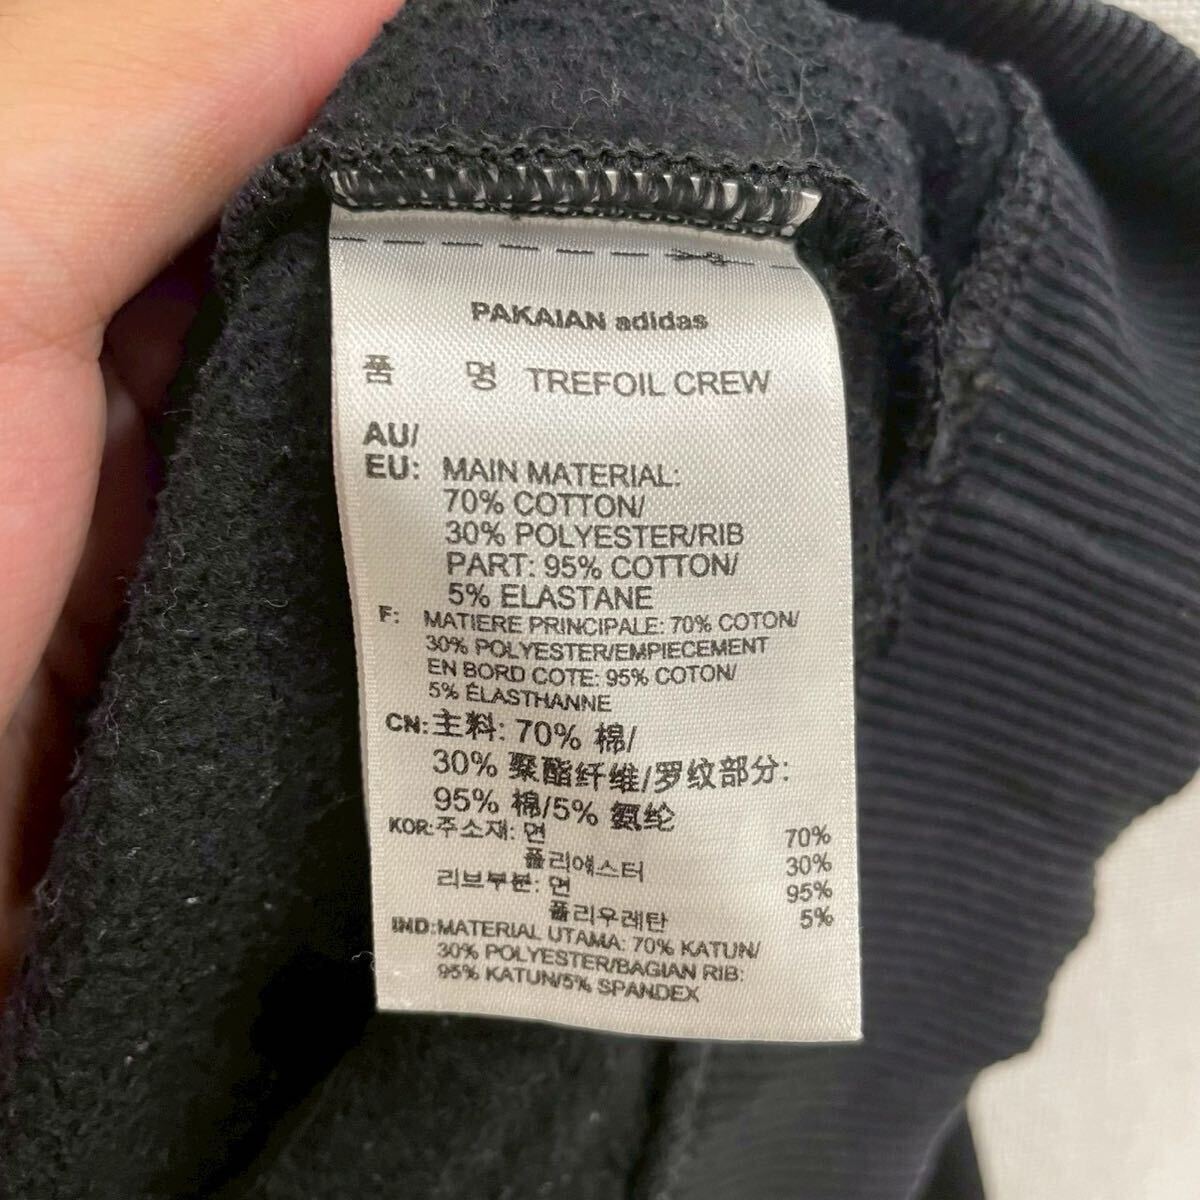 PAKAIAN adidas
품 명 TREFOIL CREW
AU/
EU: MAIN MATERIAL:
70% COTTON/
30% POLYESTER/RIB
PART: 95% COTTON/
5% ELASTANE
F: MATIERE PRINCIPALE: 70% COTON/
30% POLYESTER/EMPIECEMENT
EN BORD COTE: 95% COTON/
5% ÉLASTHANNE
CN: 主料: 70% 棉/
30% 聚酯纤维/罗纹部分:
95% 棉/5% 氨纶
KOR: 주소재: 면 70%
폴리에스터 30%
리브부분: 면 95%
폴리우레탄 5%
IND: MATERIAL UTAMA: 70% KATUN/
30% POLYESTER/BAGIAN RIB:
95% KATUN/5% SPANDEX